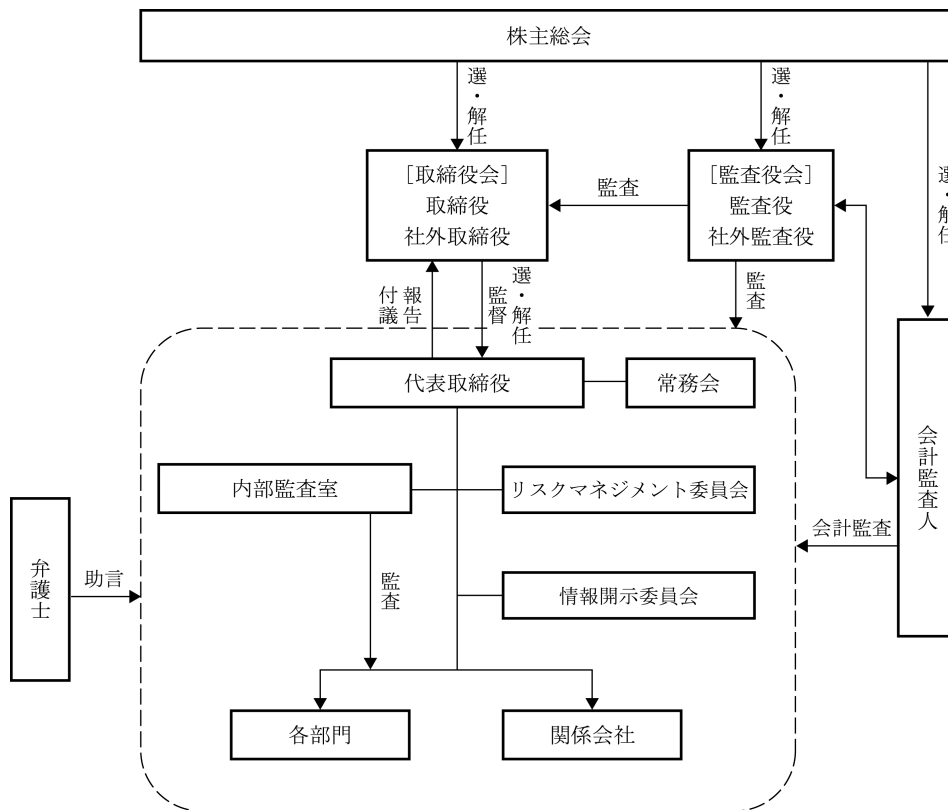 株主総会
選・解任
選・解任
選・解任
[取締役会]
取締役
社外取締役
監査
[監査役会]
監査役
社外監査役
付議
報告
監督
選・解任
監査
代表取締役
常務会
会計監査人
内部監査室
リスクマネジメント委員会
会計監査
弁護士
助言
監査
情報開示委員会
各部門
関係会社